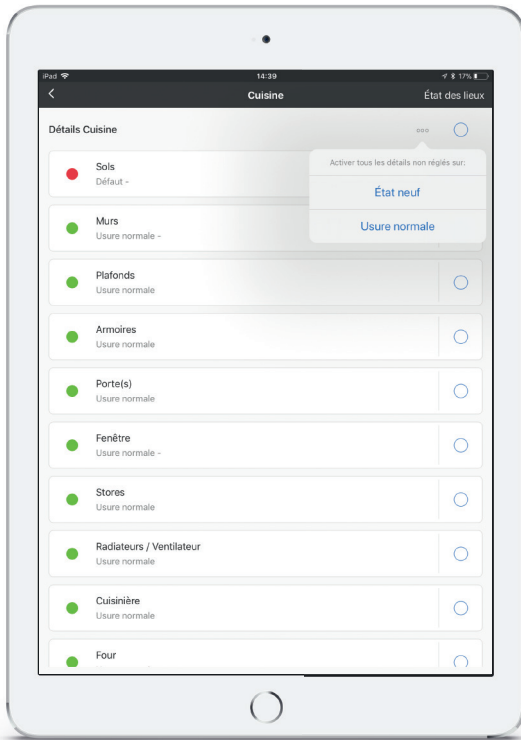 iPad 14:39 17%
Cuisine État des lieux
Détails Cuisine
Activer tous les détails non réglés sur:
État neuf
Usure normale
Sols
Défaut -
Murs
Usure normale -
Plafonds
Usure normale
Armoires
Usure normale
Porte(s)
Usure normale
Fenêtre
Usure normale -
Stores
Usure normale
Radiateurs / Ventilateur
Usure normale
Cuisinière
Usure normale
Four